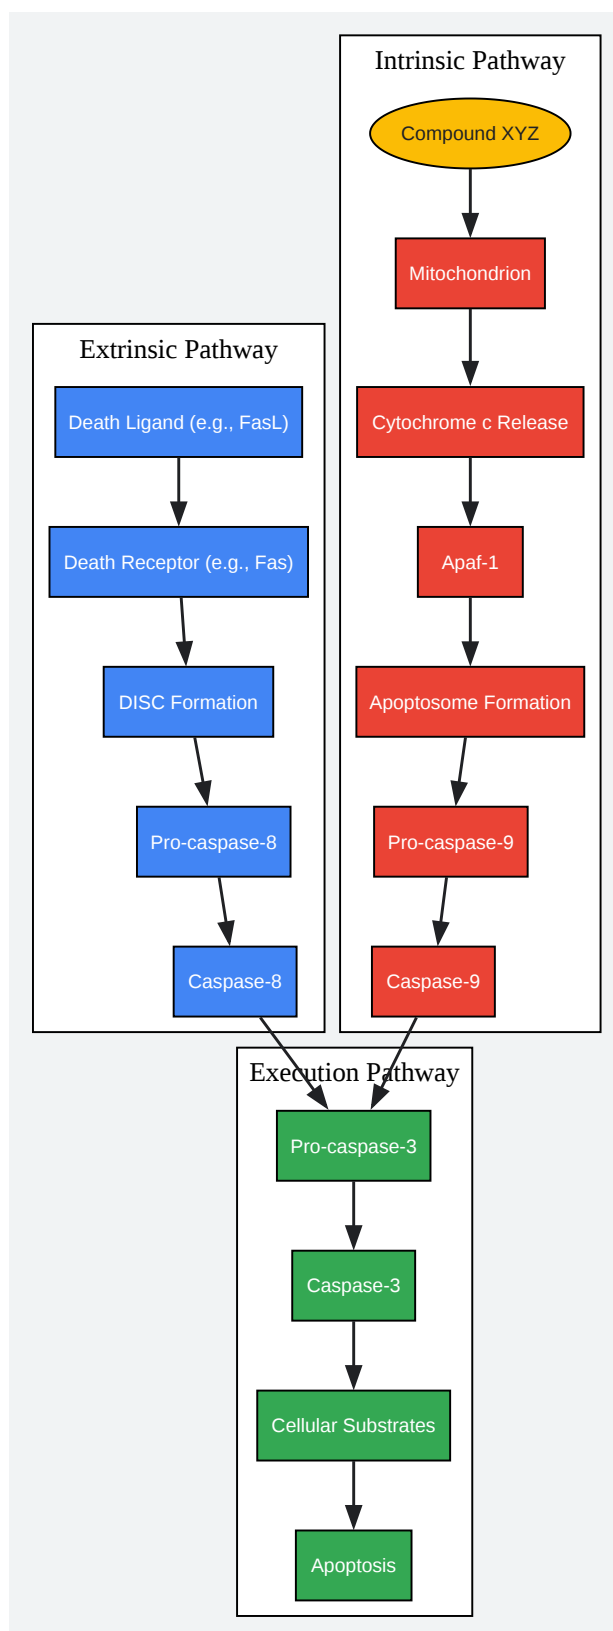 Intrinsic Pathway
Compound XYZ
Mitochondrion
Cytochrome c Release
Apaf-1
Apoptosome Formation
Pro-caspase-9
Caspase-9
Extrinsic Pathway
Death Ligand (e.g., FasL)
Death Receptor (e.g., Fas)
DISC Formation
Pro-caspase-8
Caspase-8
Execution Pathway
Pro-caspase-3
Caspase-3
Cellular Substrates
Apoptosis